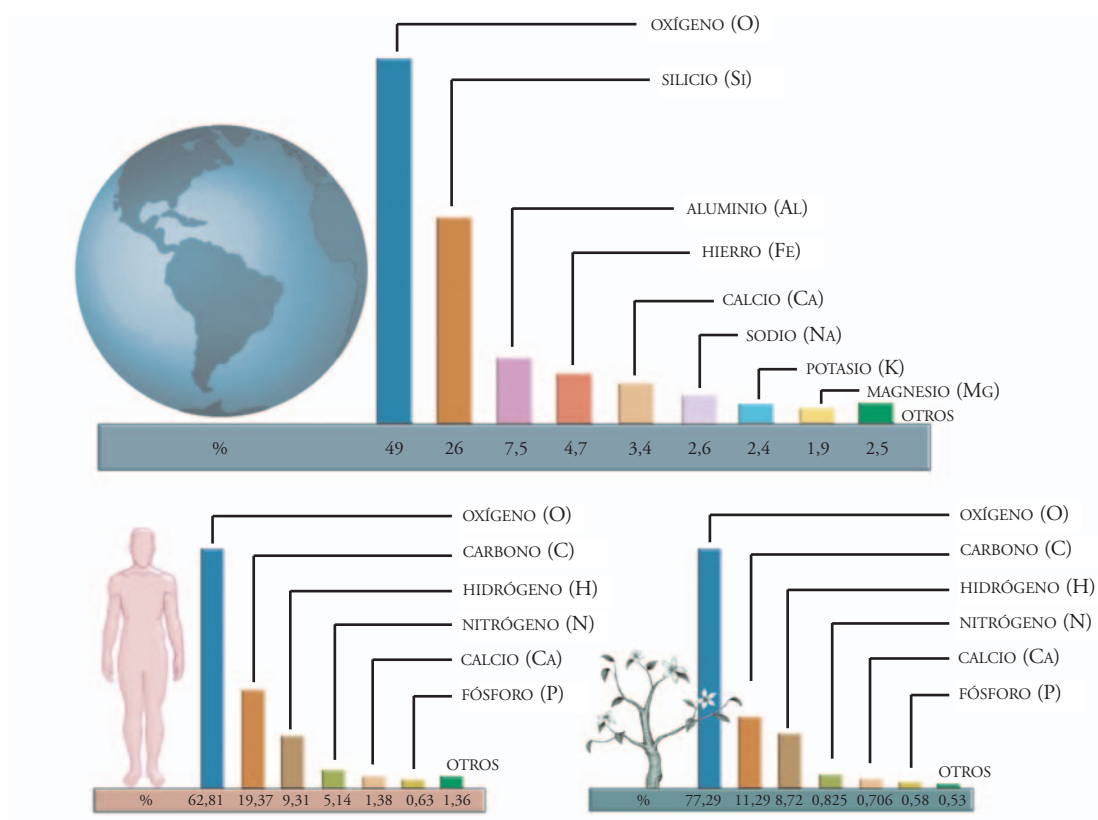 OXÍGENO (O)
SILICIO (SI)
ALUMINIO (AL)
HIERRO (FE)
CALCIO (CA)
SODIO (NA)
POTASIO (K)
MAGNESIO (MG)
OTROS
% 49 26 7,5 4,7 3,4 2,6 2,4 1,9 2,5
OXÍGENO (O)
CARBONO (C)
HIDRÓGENO (H)
NITRÓGENO (N)
CALCIO (CA)
FÓSFORO (P)
OTROS
% 62,81 19,37 9,31 5,14 1,38 0,63 1,36
OXÍGENO (O)
CARBONO (C)
HIDRÓGENO (H)
NITRÓGENO (N)
CALCIO (CA)
FÓSFORO (P)
OTROS
% 77,29 11,29 8,72 0,825 0,706 0,58 0,53